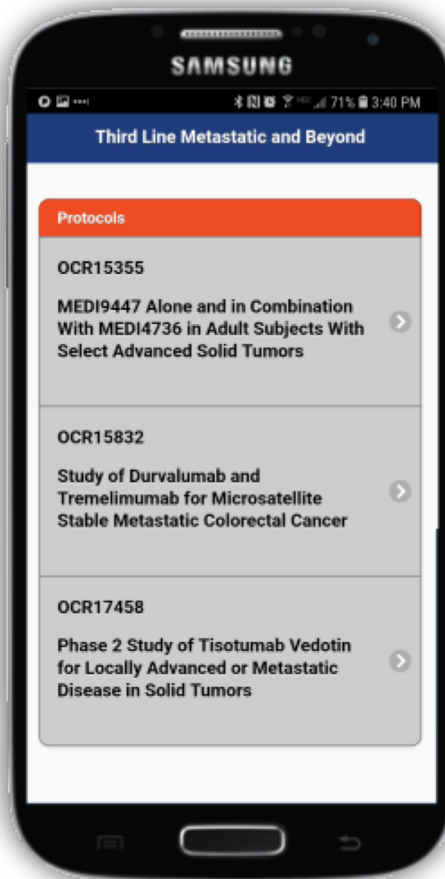 SAMSUNG
71% 3:40 PM
Third Line Metastatic and Beyond
Protocols
OCR15355
MEDI9447 Alone and in Combination
With MEDI4736 in Adult Subjects With
Select Advanced Solid Tumors
OCR15832
Study of Durvalumab and
Tremelimumab for Microsatellite
Stable Metastatic Colorectal Cancer
OCR17458
Phase 2 Study of Tisotumab Vedotin
for Locally Advanced or Metastatic
Disease in Solid Tumors